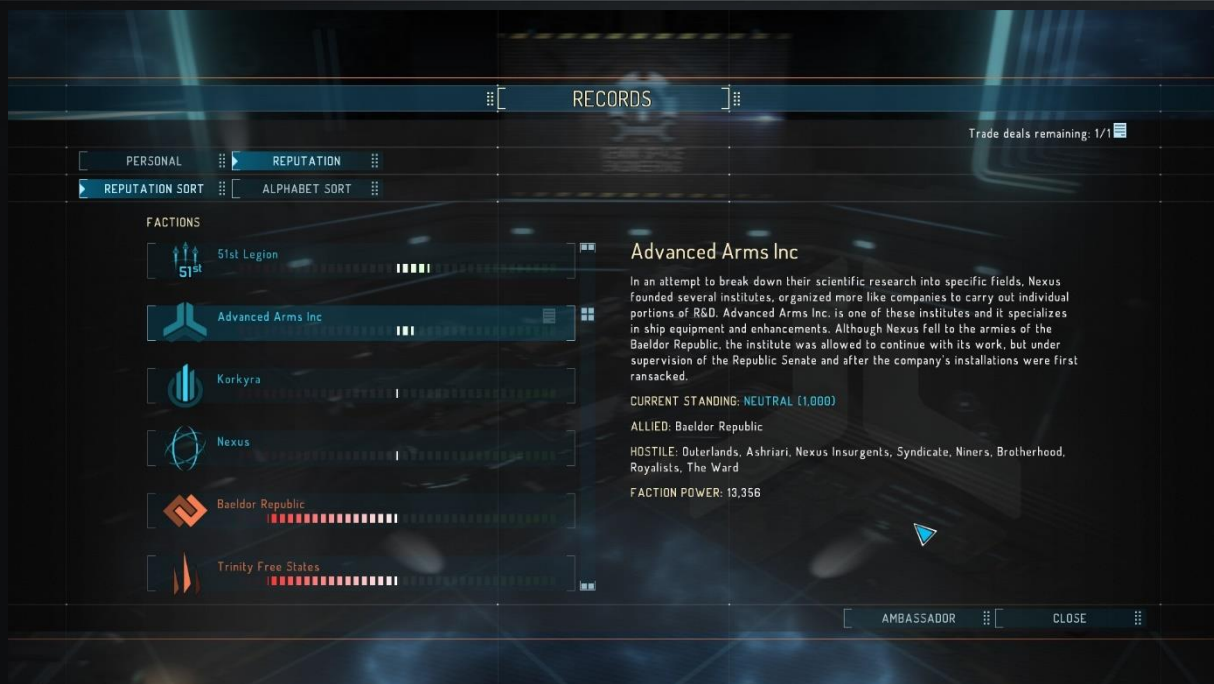 RECORDS
Trade deals remaining: 1/1
PERSONAL
REPUTATION
REPUTATION SORT
ALPHABET SORT
FACTIONS
51st Legion
51st
Advanced Arms Inc
Korkyra
Nexus
Baeldor Republic
Trinity Free States
Advanced Arms Inc
In an attempt to break down their scientific research into specific fields, Nexus
founded several institutes, organized more like companies to carry out individual
portions of R&D. Advanced Arms Inc. is one of these institutes and it specializes
in ship equipment and enhancements. Although Nexus fell to the armies of the
Baeldor Republic, the institute was allowed to continue with its work, but under
supervision of the Republic Senate and after the company's installations were first
ransacked.
CURRENT STANDING: NEUTRAL (1,000)
ALLIED: Baeldor Republic
HOSTILE: Outerlands, Ashriari, Nexus Insurgents, Syndicate, Niners, Brotherhood,
Royalists, The Ward
FACTION POWER: 13,356
AMBASSADOR
CLOSE